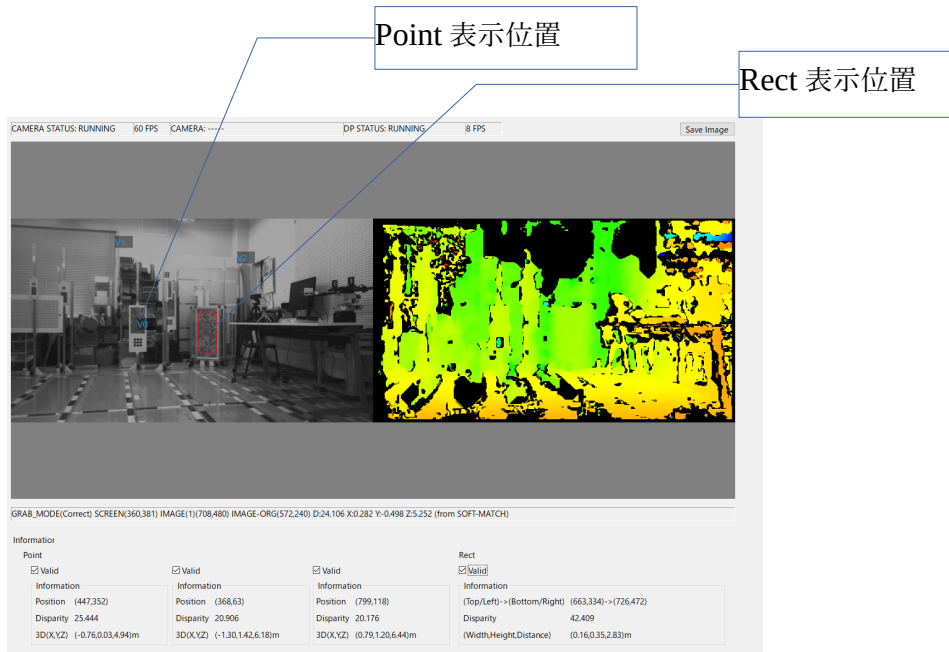 Point 表示位置
Rect 表示位置
CAMERA STATUS: RUNNING 60 FPS CAMERA: ----- DP STATUS: RUNNING 8 FPS Save Image
V1
V2
V0
GRAB_MODE(Correct) SCREEN(360,381) IMAGE(1)(708,480) IMAGE-ORG(572,240) D:24.106 X:0.282 Y:-0.498 Z:5.252 (from SOFT-MATCH)
Information
Point Rect
Valid Valid Valid Valid
Information Information Information Information
Position (447,352) Position (368,63) Position (799,118) (Top/Left)->(Bottom/Right) (663,334)->(726,472)
Disparity 25.444 Disparity 20.906 Disparity 20.176 Disparity 42.409
3D(X,Y,Z) (-0.76,0.03,4.94)m 3D(X,Y,Z) (-1.30,1.42,6.18)m 3D(X,Y,Z) (0.79,1.20,6.44)m (Width,Height,Distance) (0.16,0.35,2.83)m